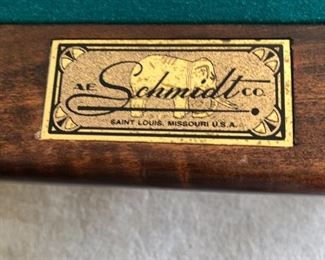 A.E. Schmidt CO.
SAINT LOUIS, MISSOURI U.S.A.